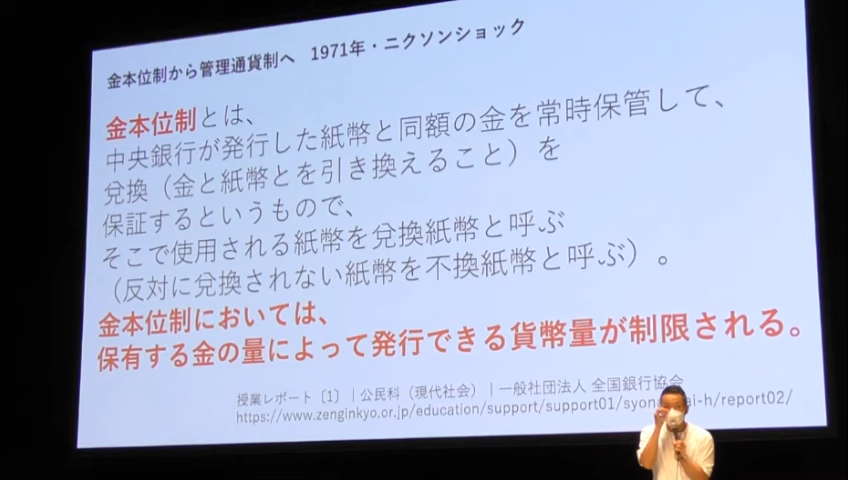 金本位制から管理通貨制へ 1971年・ニクソンショック
金本位制とは、
中央銀行が発行した紙幣と同額の金を常時保管して、
兌換（金と紙幣とを引き換えること）を
保証するというもので、
そこで使用される紙幣を兌換紙幣と呼ぶ
（反対に兌換されない紙幣を不換紙幣と呼ぶ）。
金本位制においては、
保有する金の量によって発行できる貨幣量が制限される。
授業レポート〔1〕｜公民科（現代社会）｜一般社団法人 全国銀行協会
https://www.zenginkyo.or.jp/education/support/support01/